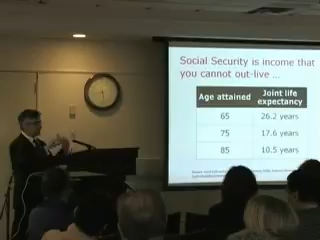 Social Security is income that
you cannot out-live ...
Age attained
Joint life
expectancy
65 26.2 years
75 17.6 years
85 10.5 years